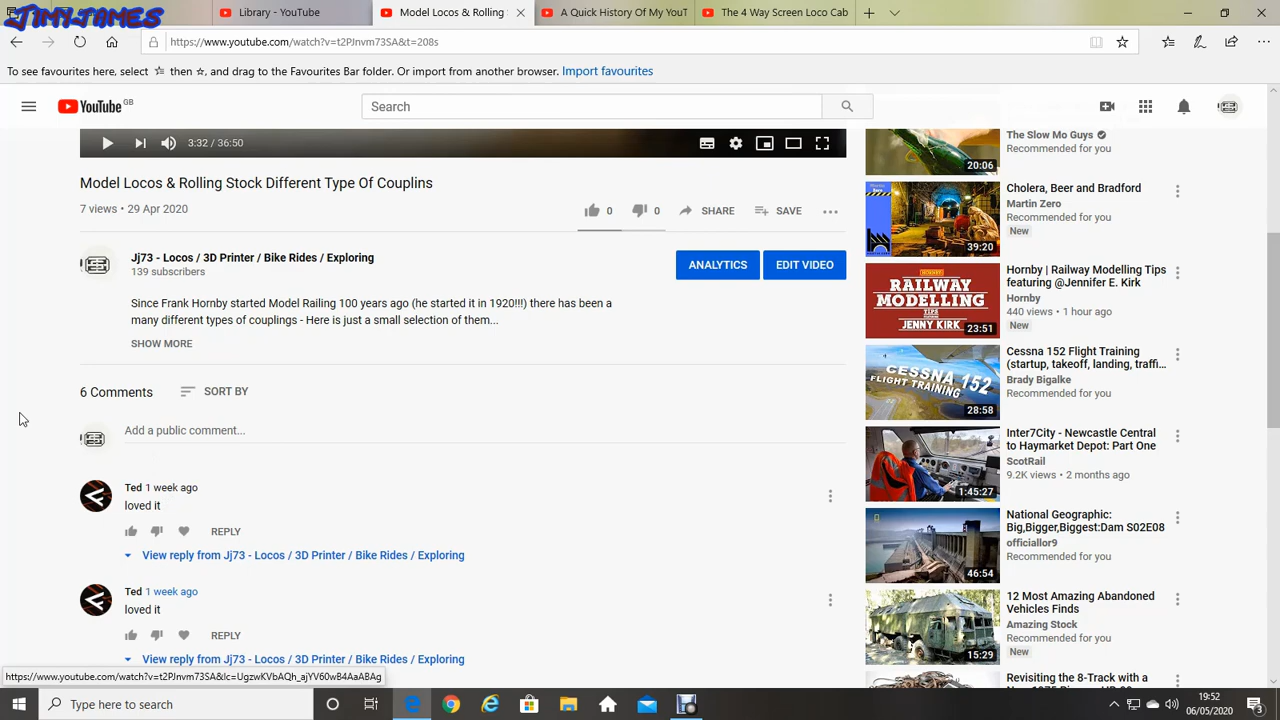 JimyJames
Library - YouTube
Model Locos & Rolling
A Quick History Of My YouT
The 4 Way Screw Loco Cab
https://www.youtube.com/watch?v=t2PJnvm73SA&t=208s
To see favourites here, select ☆ then ☆, and drag to the Favourites Bar folder. Or import from another browser. Import favourites
YouTube GB
Search
3:32 / 36:50
Model Locos & Rolling Stock Different Type Of Couplins
7 views • 29 Apr 2020
0
0
SHARE
SAVE
Jj73 - Locos / 3D Printer / Bike Rides / Exploring
139 subscribers
ANALYTICS
EDIT VIDEO
Since Frank Hornby started Model Railing 100 years ago (he started it in 1920!!!) there has been a
many different types of couplings - Here is just a small selection of them...
SHOW MORE
6 Comments
SORT BY
Add a public comment...
Ted 1 week ago
loved it
REPLY
View reply from Jj73 - Locos / 3D Printer / Bike Rides / Exploring
Ted 1 week ago
loved it
REPLY
View reply from Jj73 - Locos / 3D Printer / Bike Rides / Exploring
The Slow Mo Guys
Recommended for you
20:06
Cholera, Beer and Bradford
Martin Zero
Recommended for you
New
39:20
Hornby | Railway Modelling Tips
featuring @Jennifer E. Kirk
Hornby
440 views • 1 hour ago
New
HORNBY
RAILWAY
MODELLING
TIPS
FEATURING
JENNY KIRK
23:51
Cessna 152 Flight Training
(startup, takeoff, landing, traffi...
Brady Bigalke
Recommended for you
CESSNA 152
FLIGHT TRAINING
28:58
Inter7City - Newcastle Central
to Haymarket Depot: Part One
ScotRail
9.2K views • 2 months ago
1:45:27
National Geographic:
Big,Bigger,Biggest:Dam S02E08
officiallor9
Recommended for you
46:54
12 Most Amazing Abandoned
Vehicles Finds
Amazing Stock
Recommended for you
New
15:29
Revisiting the 8-Track with a
Type here to search
19:52
06/05/2020
3